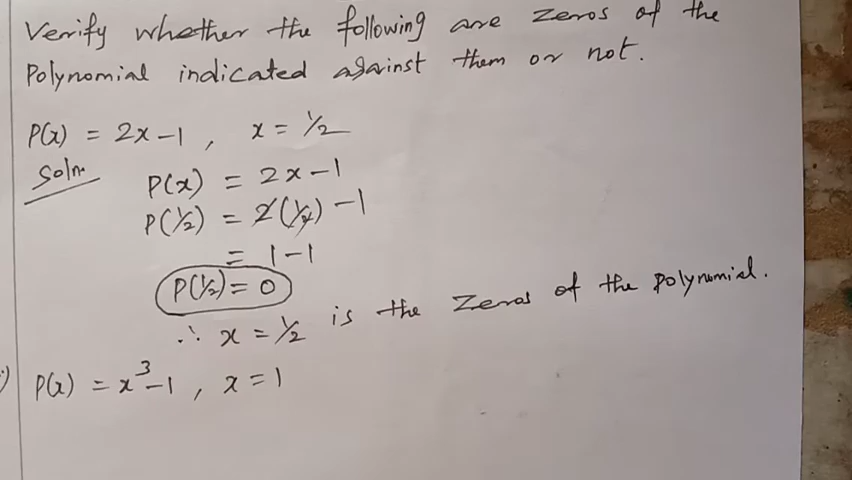 Verify whether the following are zeros of the
Polynomial indicated against them or not.
P(x) = 2x-1, x = 1/2
Soln.
P(x) = 2x-1
P(1/2) = 2(1/2) -1
= 1-1
P(1/2) = 0
∴ x = 1/2 is the Zeros of the polynomial.
) P(x) = x³-1, x = 1